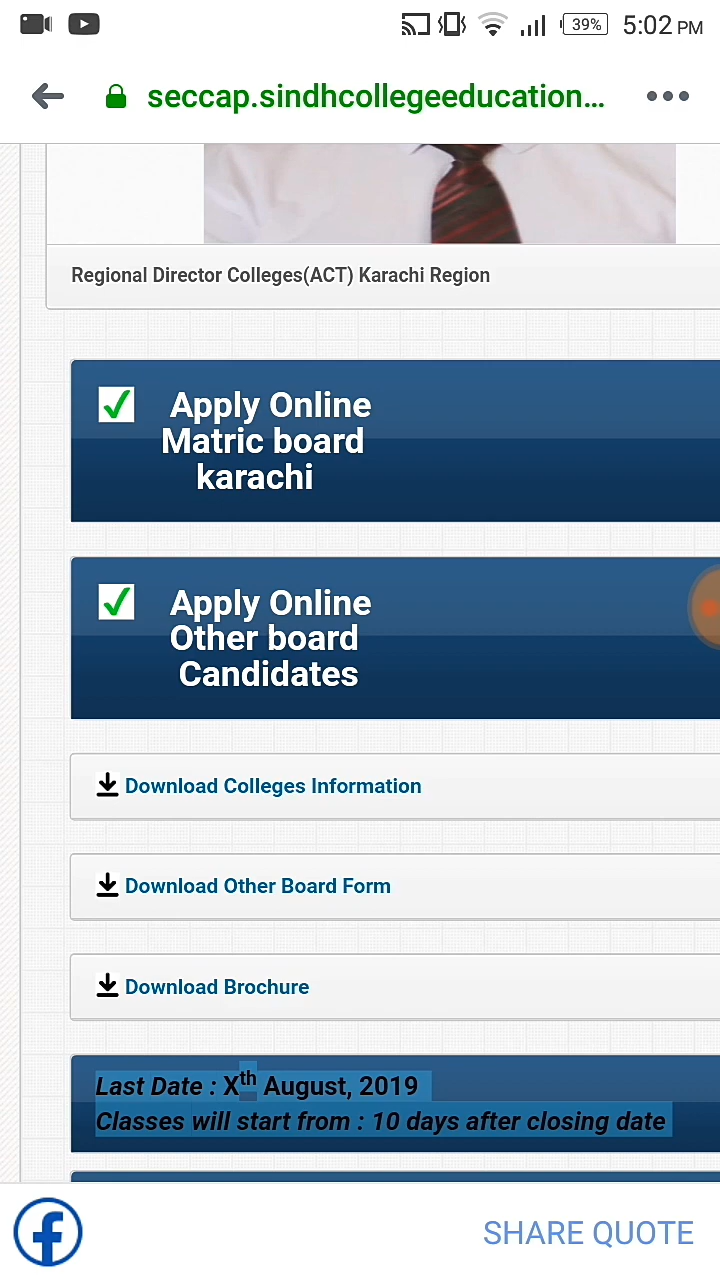 39% 5:02 PM
seccap.sindhcollegeeducation...
Regional Director Colleges(ACT) Karachi Region
Apply Online
Matric board
karachi
Apply Online
Other board
Candidates
Download Colleges Information
Download Other Board Form
Download Brochure
Last Date : Xth August, 2019
Classes will start from : 10 days after closing date
SHARE QUOTE